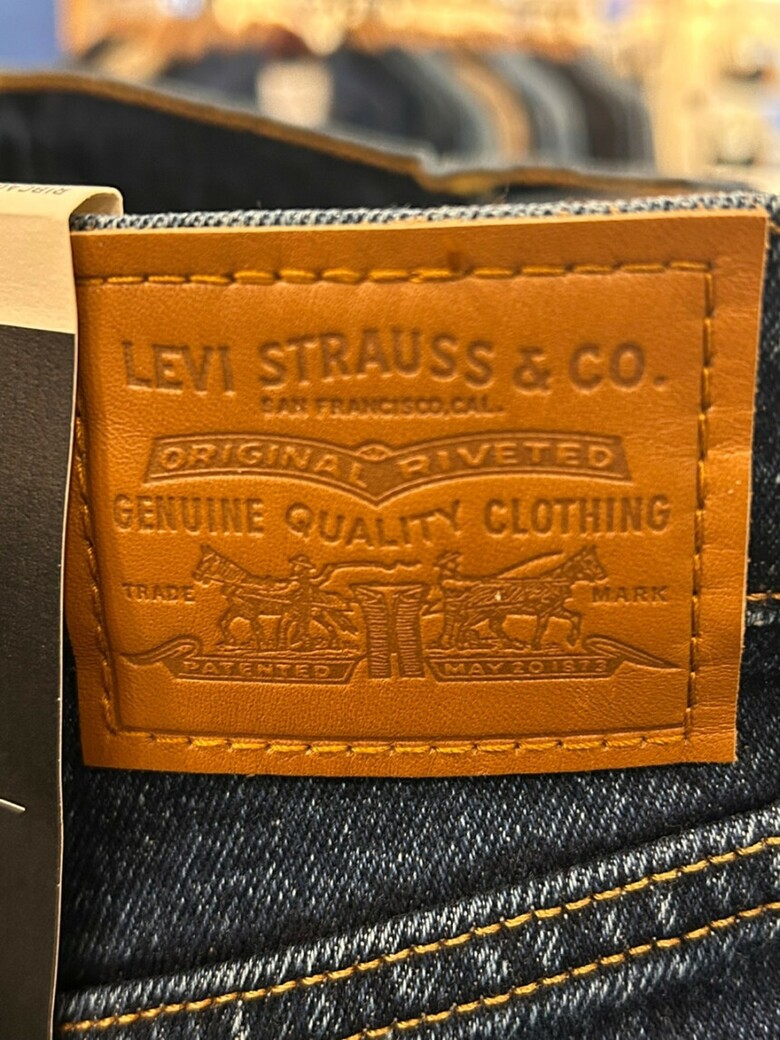 LEVI STRAUSS & CO.
SAN FRANCISCO, CAL.
ORIGINAL RIVETED
GENUINE QUALITY CLOTHING
TRADE MARK
PATENTED MAY 20 1873